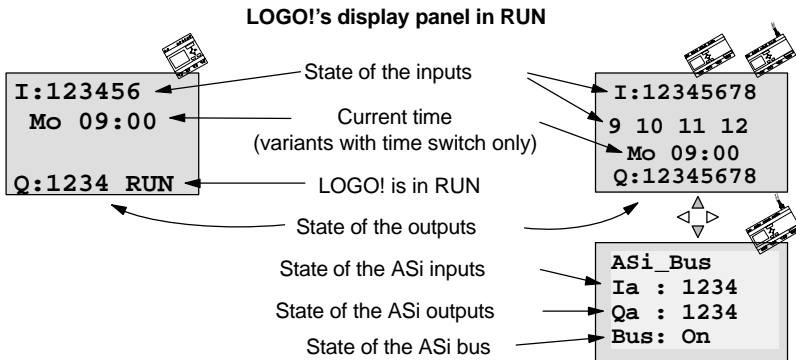 LOGO!'s display panel in RUN
I:123456
Mo 09:00
Q:1234 RUN
State of the inputs
Current time
(variants with time switch only)
LOGO! is in RUN
State of the outputs
State of the ASi inputs
State of the ASi outputs
State of the ASi bus
I:12345678
9 10 11 12
Mo 09:00
Q:12345678
ASi_Bus
Ia : 1234
Qa : 1234
Bus: On